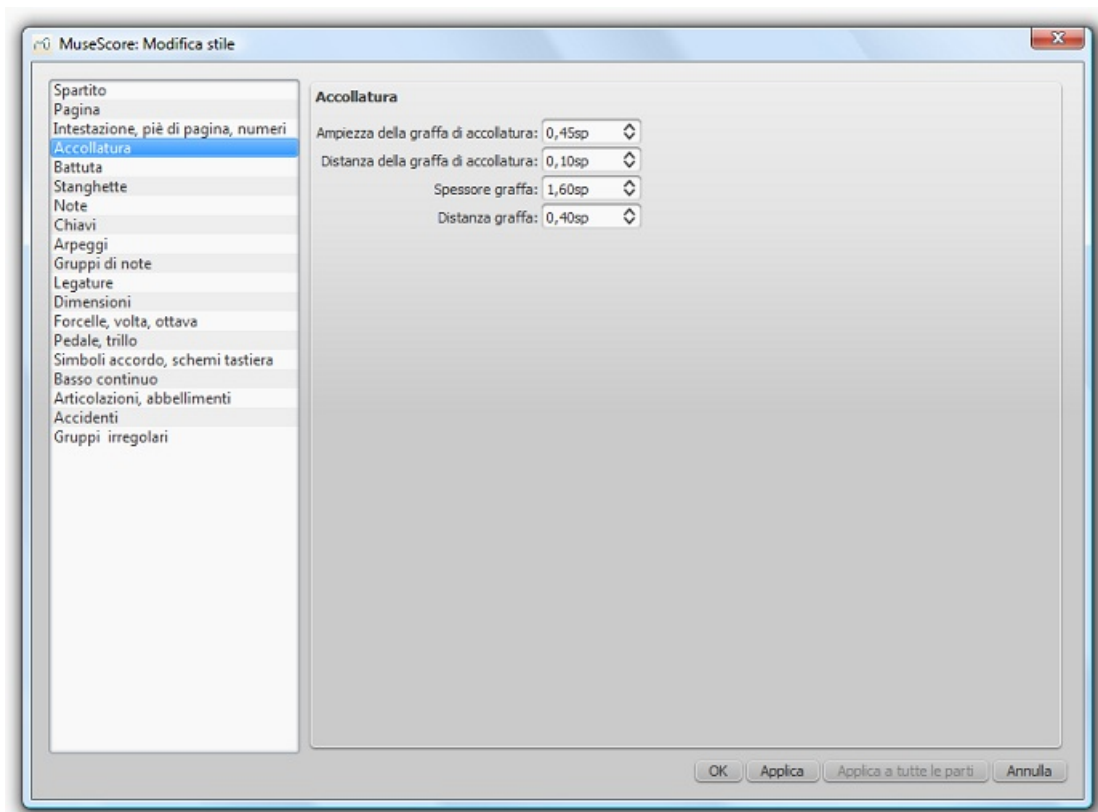 MuseScore: Modifica stile
Spartito
Pagina
Intestazione, piè di pagina, numeri
Accollatura
Battuta
Stanghette
Note
Chiavi
Arpeggi
Gruppi di note
Legature
Dimensioni
Forcelle, volta, ottava
Pedale, trillo
Simboli accordo, schemi tastiera
Basso continuo
Articolazioni, abbellimenti
Accidenti
Gruppi irregolari
Accollatura
Ampiezza della graffa di accollatura: 0,45sp
Distanza della graffa di accollatura: 0,10sp
Spessore graffa: 1,60sp
Distanza graffa: 0,40sp
OK Applica Applica a tutte le parti Annulla